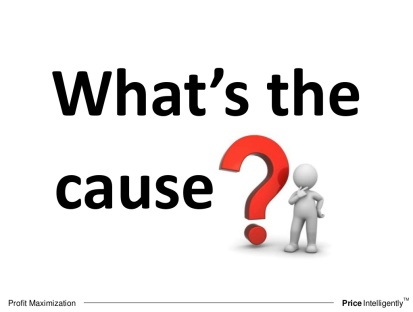 What’s the
cause?
Profit Maximization
Price Intelligently™